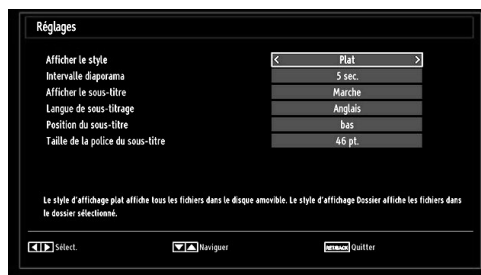 Réglages
Afficher le style < Plat >
Intervalle diaporama 5 sec.
Afficher le sous-titre Marche
Langue de sous-titrage Anglais
Position du sous-titre bas
Taille de la police du sous-titre 46 pt.
Le style d'affichage plat affiche tous les fichiers dans le disque amovible. Le style d'affichage Dossier affiche les fichiers dans
le dossier sélectionné.
Sélect. Naviguer RET/BACK Quitter